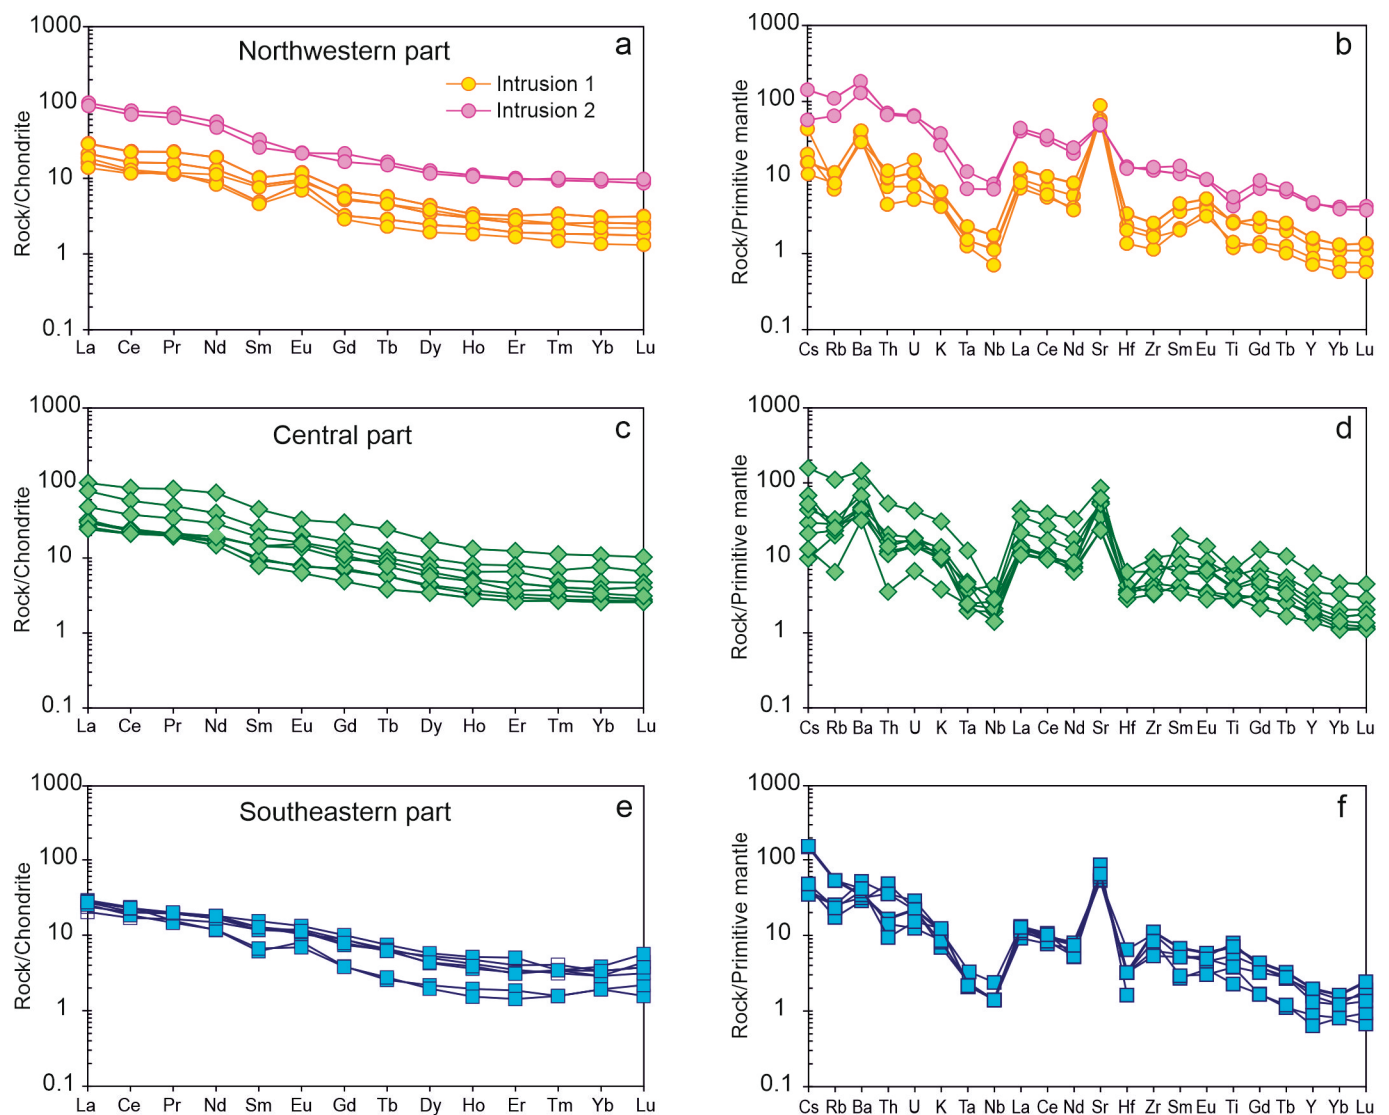 a
Northwestern part
Intrusion 1
Intrusion 2
Rock/Chondrite
1000
100
10
1
0.1
La Ce Pr Nd Sm Eu Gd Tb Dy Ho Er Tm Yb Lu
b
Rock/Primitive mantle
1000
100
10
1
0.1
Cs Rb Ba Th U K Ta Nb La Ce Nd Sr Hf Zr Sm Eu Ti Gd Tb Y Yb Lu
c
Central part
Rock/Chondrite
1000
100
10
1
0.1
La Ce Pr Nd Sm Eu Gd Tb Dy Ho Er Tm Yb Lu
d
Rock/Primitive mantle
1000
100
10
1
0.1
Cs Rb Ba Th U K Ta Nb La Ce Nd Sr Hf Zr Sm Eu Ti Gd Tb Y Yb Lu
e
Southeastern part
Rock/Chondrite
1000
100
10
1
0.1
La Ce Pr Nd Sm Eu Gd Tb Dy Ho Er Tm Yb Lu
f
Rock/Primitive mantle
1000
100
10
1
0.1
Cs Rb Ba Th U K Ta Nb La Ce Nd Sr Hf Zr Sm Eu Ti Gd Tb Y Yb Lu